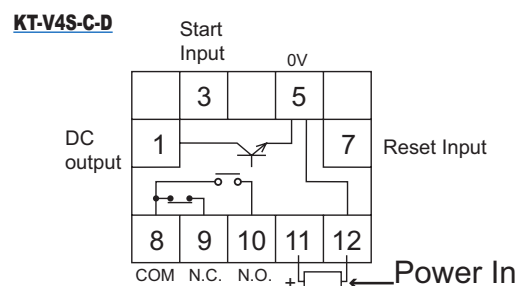 KT-V4S-C-D
Start
Input
0V
3
5
DC
output
1
7
Reset Input
8
9
10
11
12
COM
N.C.
N.O.
+
Power In